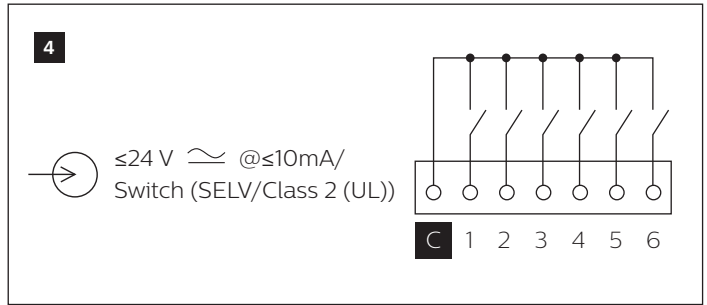 4
≤24 V ⎓ @≤10mA/
Switch (SELV/Class 2 (UL))
C 1 2 3 4 5 6